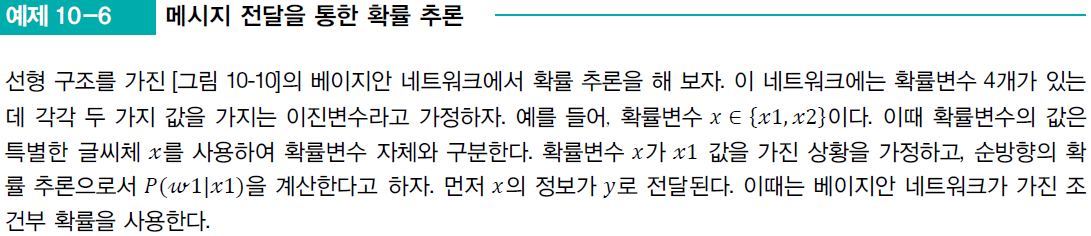 예제 10-6 메시지 전달을 통한 확률 추론
선형 구조를 가진 [그림 10-10]의 베이지안 네트워크에서 확률 추론을 해 보자. 이 네트워크에는 확률변수 4개가 있는
데 각각 두 가지 값을 가지는 이진변수라고 가정하자. 예를 들어, 확률변수 x ∈ {𝓍1, 𝓍2}이다. 이때 확률변수의 값은
특별한 글씨체 𝓍를 사용하여 확률변수 자체와 구분한다. 확률변수 x가 𝓍1 값을 가진 상황을 가정하고, 순방향의 확
률 추론으로서 P(𝓌1|𝓍1)을 계산한다고 하자. 먼저 x의 정보가 y로 전달된다. 이때는 베이지안 네트워크가 가진 조
건부 확률을 사용한다.